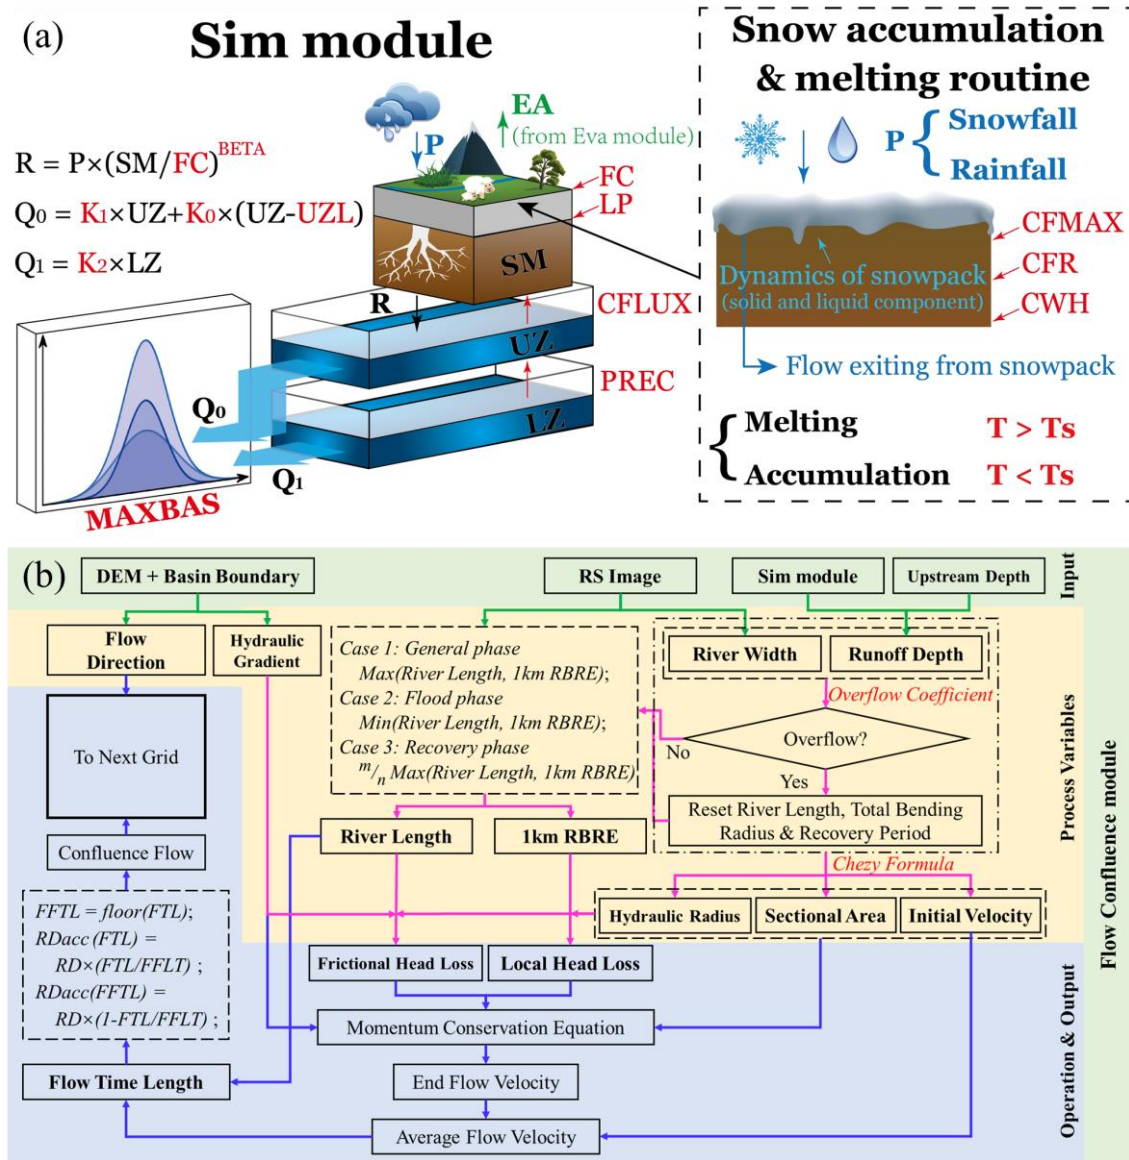 (a)
Sim module
EA
(from Eva module)
P
R = P×(SM/FC)^BETA
Q₀ = K₁×UZ+K₀×(UZ-UZL)
Q₁ = K₂×LZ
FC
LP
SM
R
CFLUX
UZ
PREC
LZ
Q₀
Q₁
MAXBAS
Snow accumulation
& melting routine
P { Snowfall
Rainfall
CFMAX
CFR
CWH
Dynamics of snowpack
(solid and liquid component)
Flow exiting from snowpack
{ Melting T > Ts
Accumulation T < Ts
(b)
DEM + Basin Boundary
RS Image
Sim module
Upstream Depth
Input
Flow
Direction
Hydraulic
Gradient
Case 1: General phase
Max(River Length, 1km RBRE);
Case 2: Flood phase
Min(River Length, 1km RBRE);
Case 3: Recovery phase
m/n Max(River Length, 1km RBRE)
River Width
Runoff Depth
Overflow Coefficient
Overflow?
No
Yes
Reset River Length, Total Bending
Radius & Recovery Period
Chezy Formula
Process Variables
Flow Confluence module
To Next Grid
River Length
1km RBRE
Confluence Flow
Hydraulic Radius
Sectional Area
Initial Velocity
FFTL = floor(FTL);
RDacc (FTL) =
RD×(FTL/FFLT) ;
RDacc(FFTL) =
RD×(1-FTL/FFLT) ;
Frictional Head Loss
Local Head Loss
Momentum Conservation Equation
Flow Time Length
End Flow Velocity
Average Flow Velocity
Operation & Output